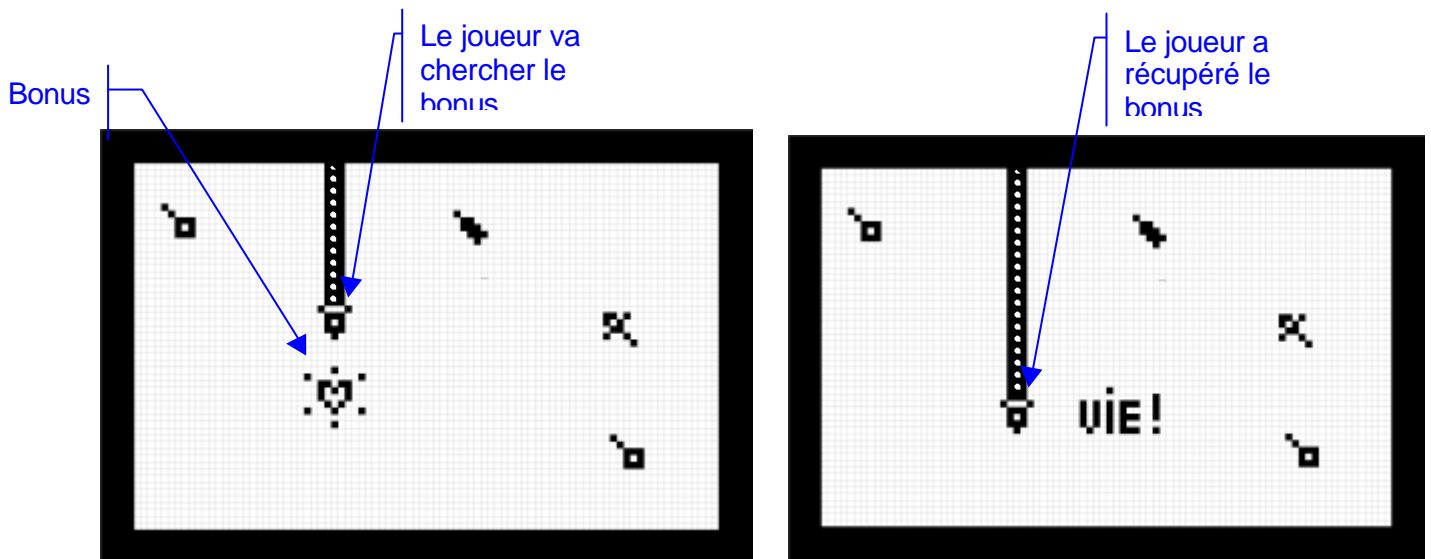 Bonus
Le joueur va
chercher le
bonus
Le joueur a
récupéré le
bonus
VIE!